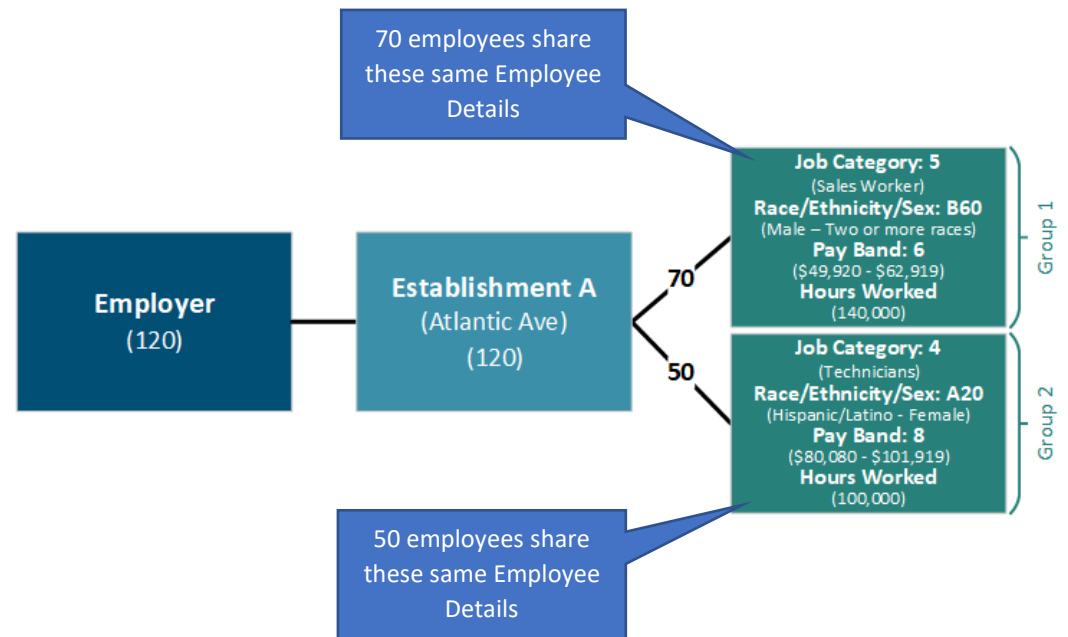 70 employees share
these same Employee
Details
Employer
(120)
Establishment A
(Atlantic Ave)
(120)
70
50
Job Category: 5
(Sales Worker)
Race/Ethnicity/Sex: B60
(Male – Two or more races)
Pay Band: 6
($49,920 - $62,919)
Hours Worked
(140,000)
Group 1
Job Category: 4
(Technicians)
Race/Ethnicity/Sex: A20
(Hispanic/Latino - Female)
Pay Band: 8
($80,080 - $101,919)
Hours Worked
(100,000)
Group 2
50 employees share
these same Employee
Details